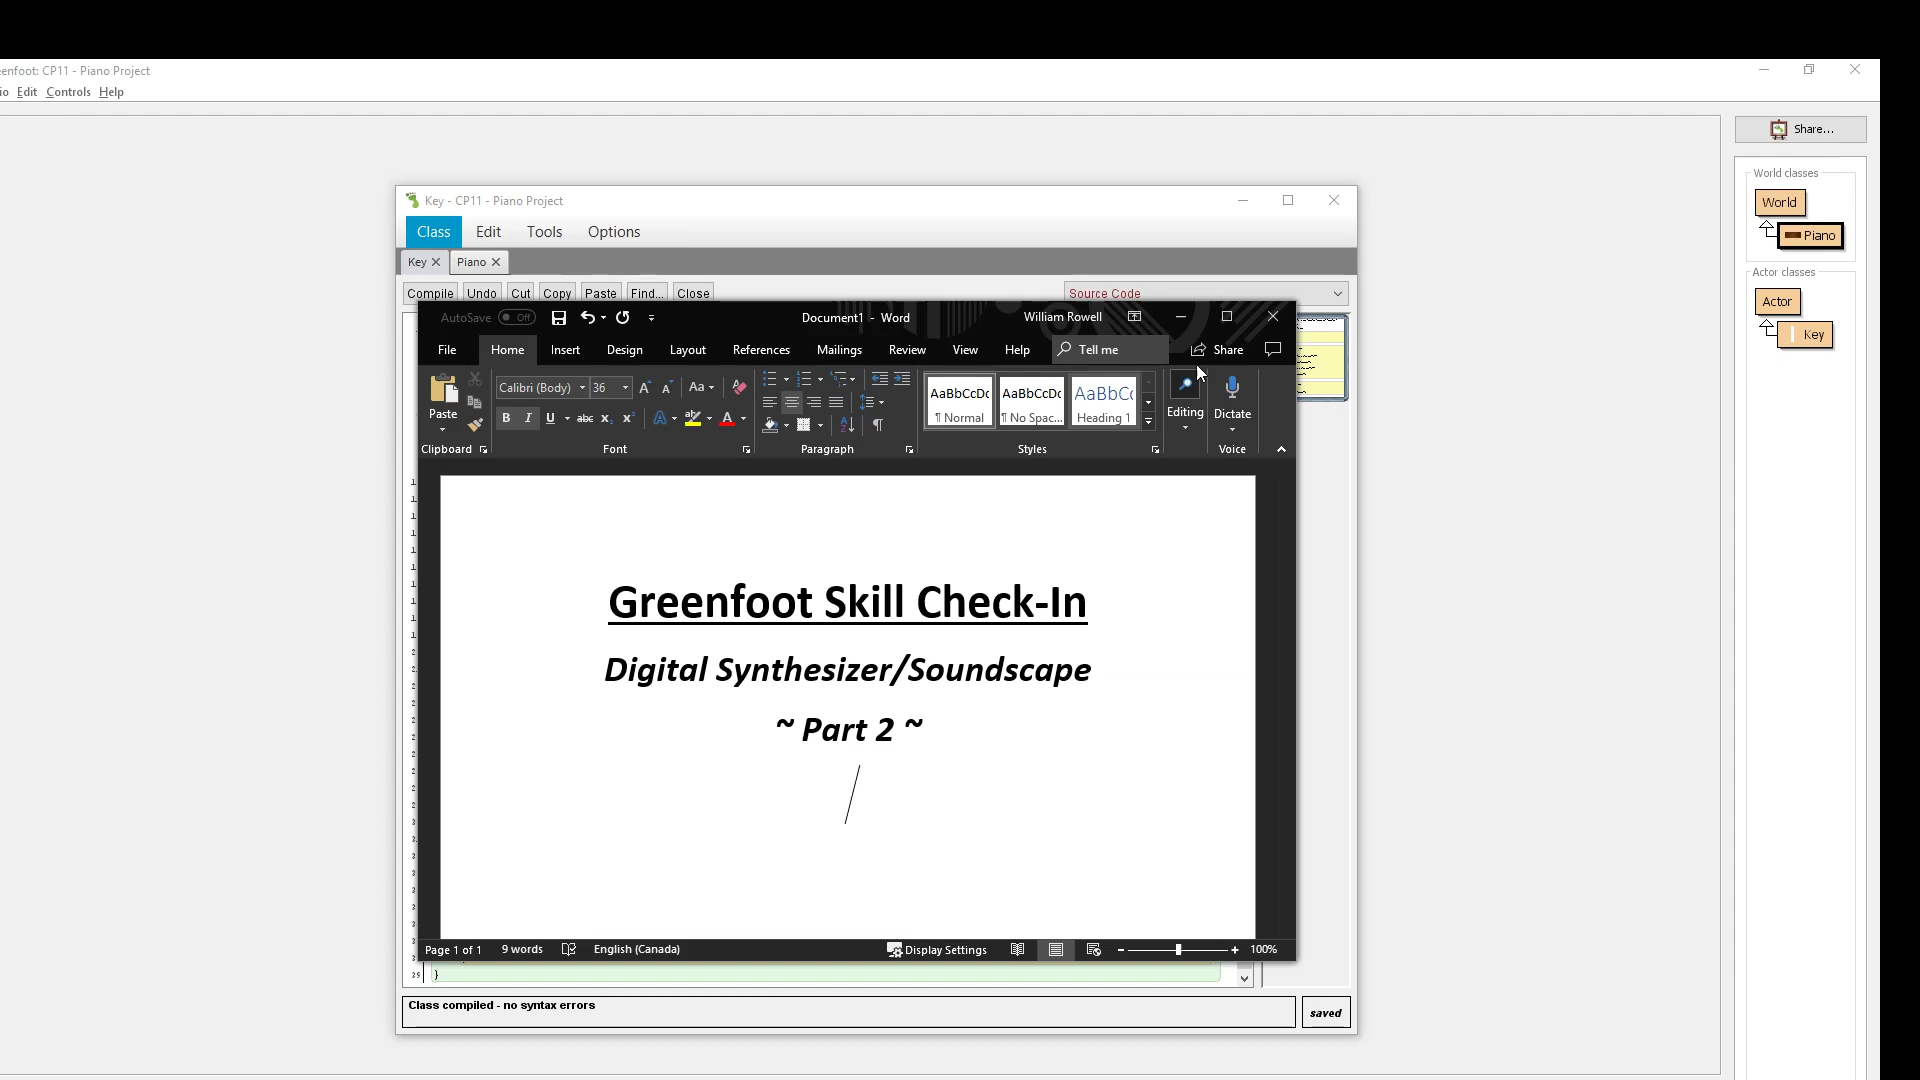 enfoot: CP11 - Piano Project
io Edit Controls Help
Share...
World classes
World
Piano
Actor classes
Actor
Key
Key - CP11 - Piano Project
Class Edit Tools Options
Key Piano
Compile Undo Cut Copy Paste Find... Close Source Code
AutoSave Off Document1 - Word William Rowell
File Home Insert Design Layout References Mailings Review View Help Tell me Share
Paste Calibri (Body) 36 Aa AaBbCcDc AaBbCcDc AaBbCc Editing Dictate
¶ Normal ¶ No Spac... Heading 1
Clipboard Font Paragraph Styles Voice
Greenfoot Skill Check-In
Digital Synthesizer/Soundscape
~ Part 2 ~
Page 1 of 1 9 words English (Canada) Display Settings 100%
39 }
Class compiled - no syntax errors
saved